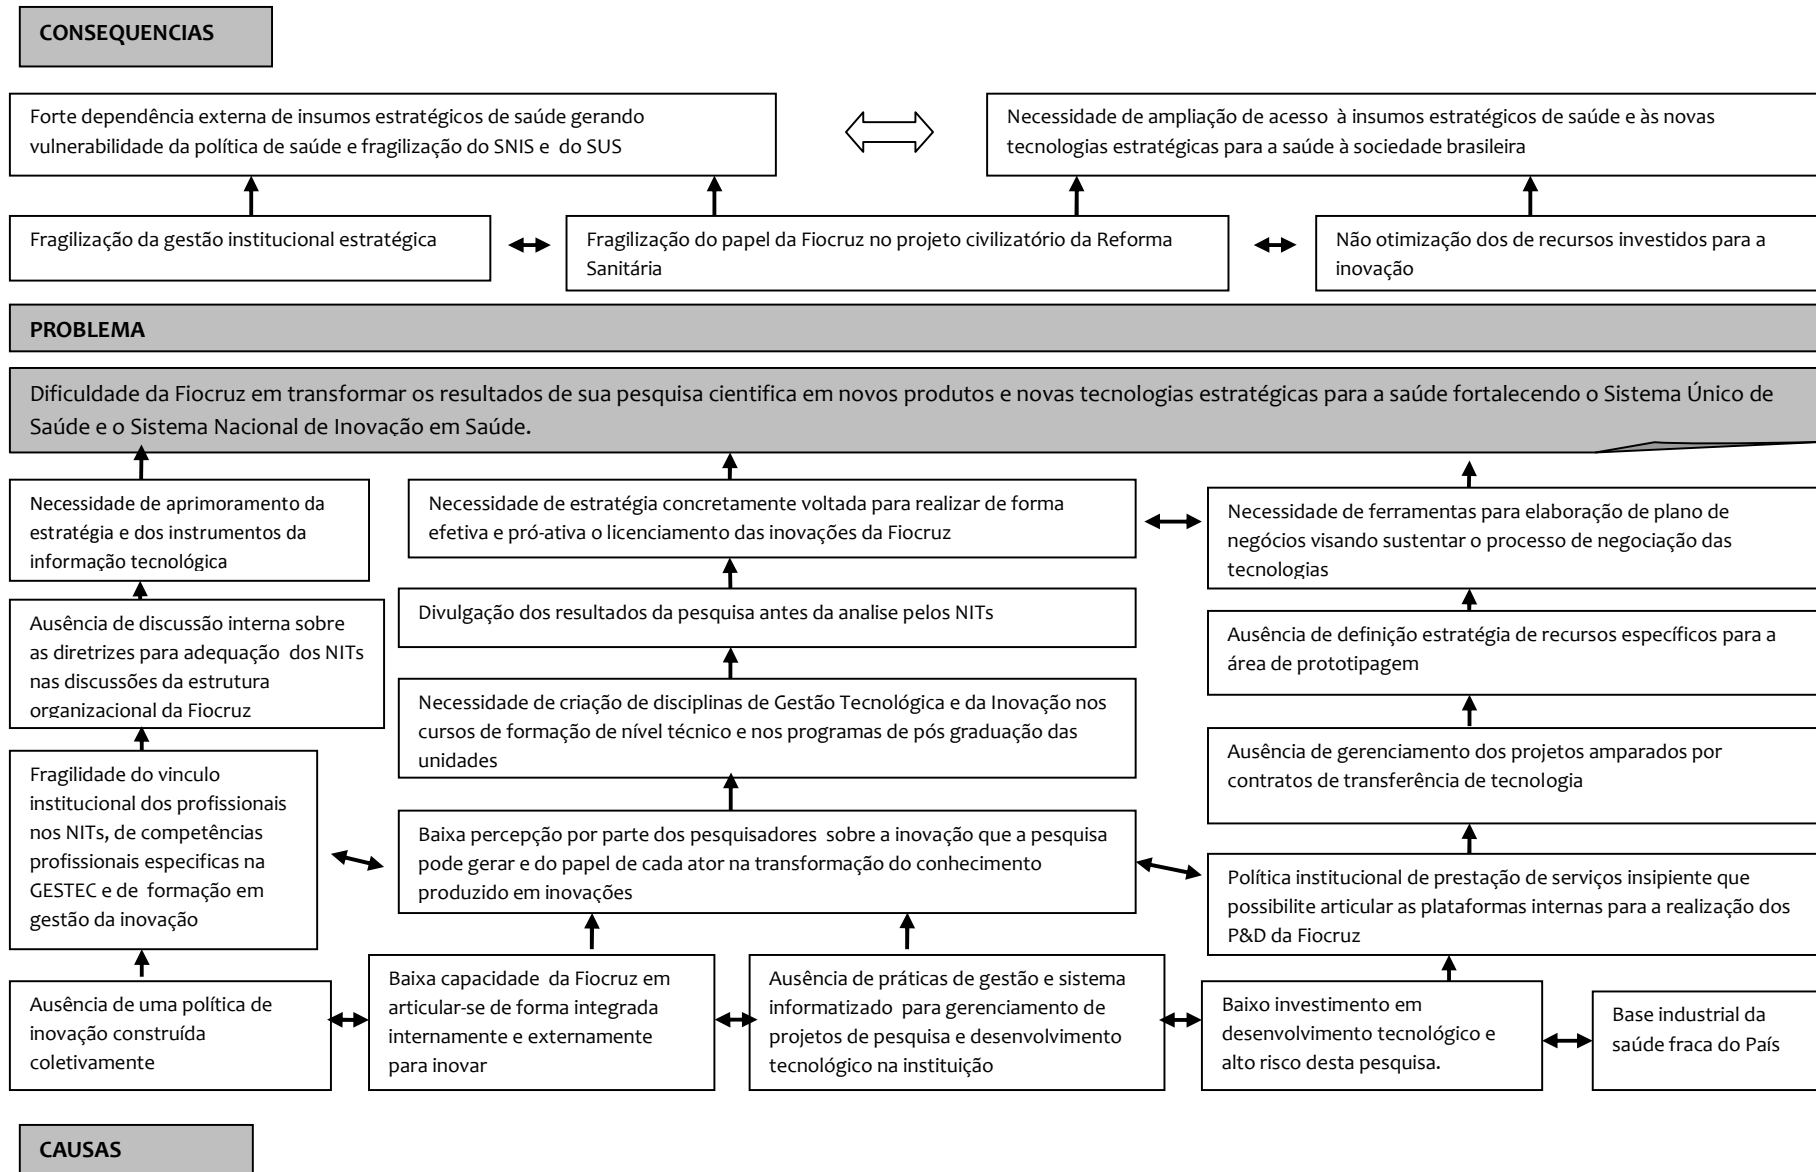 CONSEQUENCIAS
Forte dependência externa de insumos estratégicos de saúde gerando
vulnerabilidade da política de saúde e fragilização do SNIS e do SUS
Necessidade de ampliação de acesso à insumos estratégicos de saúde e às novas
tecnologias estratégicas para a saúde à sociedade brasileira
Fragilização da gestão institucional estratégica
Fragilização do papel da Fiocruz no projeto civilizatório da Reforma
Sanitária
Não otimização dos de recursos investidos para a
inovação
PROBLEMA
Dificuldade da Fiocruz em transformar os resultados de sua pesquisa cientifica em novos produtos e novas tecnologias estratégicas para a saúde fortalecendo o Sistema Único de
Saúde e o Sistema Nacional de Inovação em Saúde.
Necessidade de aprimoramento da
estratégia e dos instrumentos da
informação tecnológica
Necessidade de estratégia concretamente voltada para realizar de forma
efetiva e pró-ativa o licenciamento das inovações da Fiocruz
Necessidade de ferramentas para elaboração de plano de
negócios visando sustentar o processo de negociação das
tecnologias
Ausência de discussão interna sobre
as diretrizes para adequação dos NITs
nas discussões da estrutura
organizacional da Fiocruz
Divulgação dos resultados da pesquisa antes da analise pelos NITs
Ausência de definição estratégia de recursos específicos para a
área de prototipagem
Necessidade de criação de disciplinas de Gestão Tecnológica e da Inovação nos
cursos de formação de nível técnico e nos programas de pós graduação das
unidades
Ausência de gerenciamento dos projetos amparados por
contratos de transferência de tecnologia
Fragilidade do vinculo
institucional dos profissionais
nos NITs, de competências
profissionais especificas na
GESTEC e de formação em
gestão da inovação
Baixa percepção por parte dos pesquisadores sobre a inovação que a pesquisa
pode gerar e do papel de cada ator na transformação do conhecimento
produzido em inovações
Política institucional de prestação de serviços insipiente que
possibilite articular as plataformas internas para a realização dos
P&D da Fiocruz
Ausência de uma política de
inovação construída
coletivamente
Baixa capacidade da Fiocruz em
articular-se de forma integrada
internamente e externamente
para inovar
Ausência de práticas de gestão e sistema
informatizado para gerenciamento de
projetos de pesquisa e desenvolvimento
tecnológico na instituição
Baixo investimento em
desenvolvimento tecnológico e
alto risco desta pesquisa.
Base industrial da
saúde fraca do País
CAUSAS